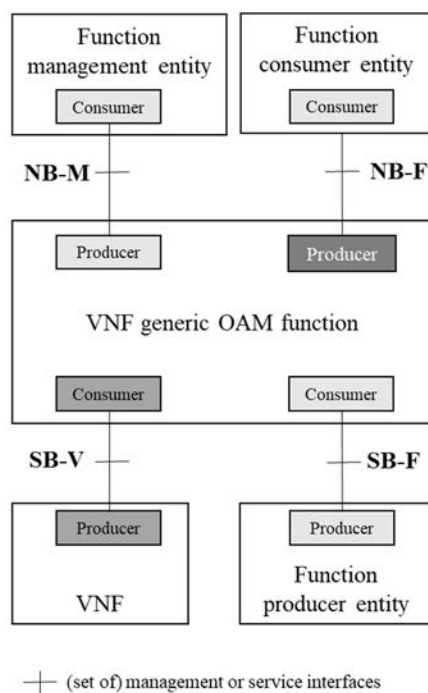 Function
management entity
Function
consumer entity
Consumer
Consumer
NB-M
NB-F
Producer
Producer
VNF generic OAM function
Consumer
Consumer
SB-V
SB-F
Producer
Producer
VNF
Function
producer entity
(set of) management or service interfaces